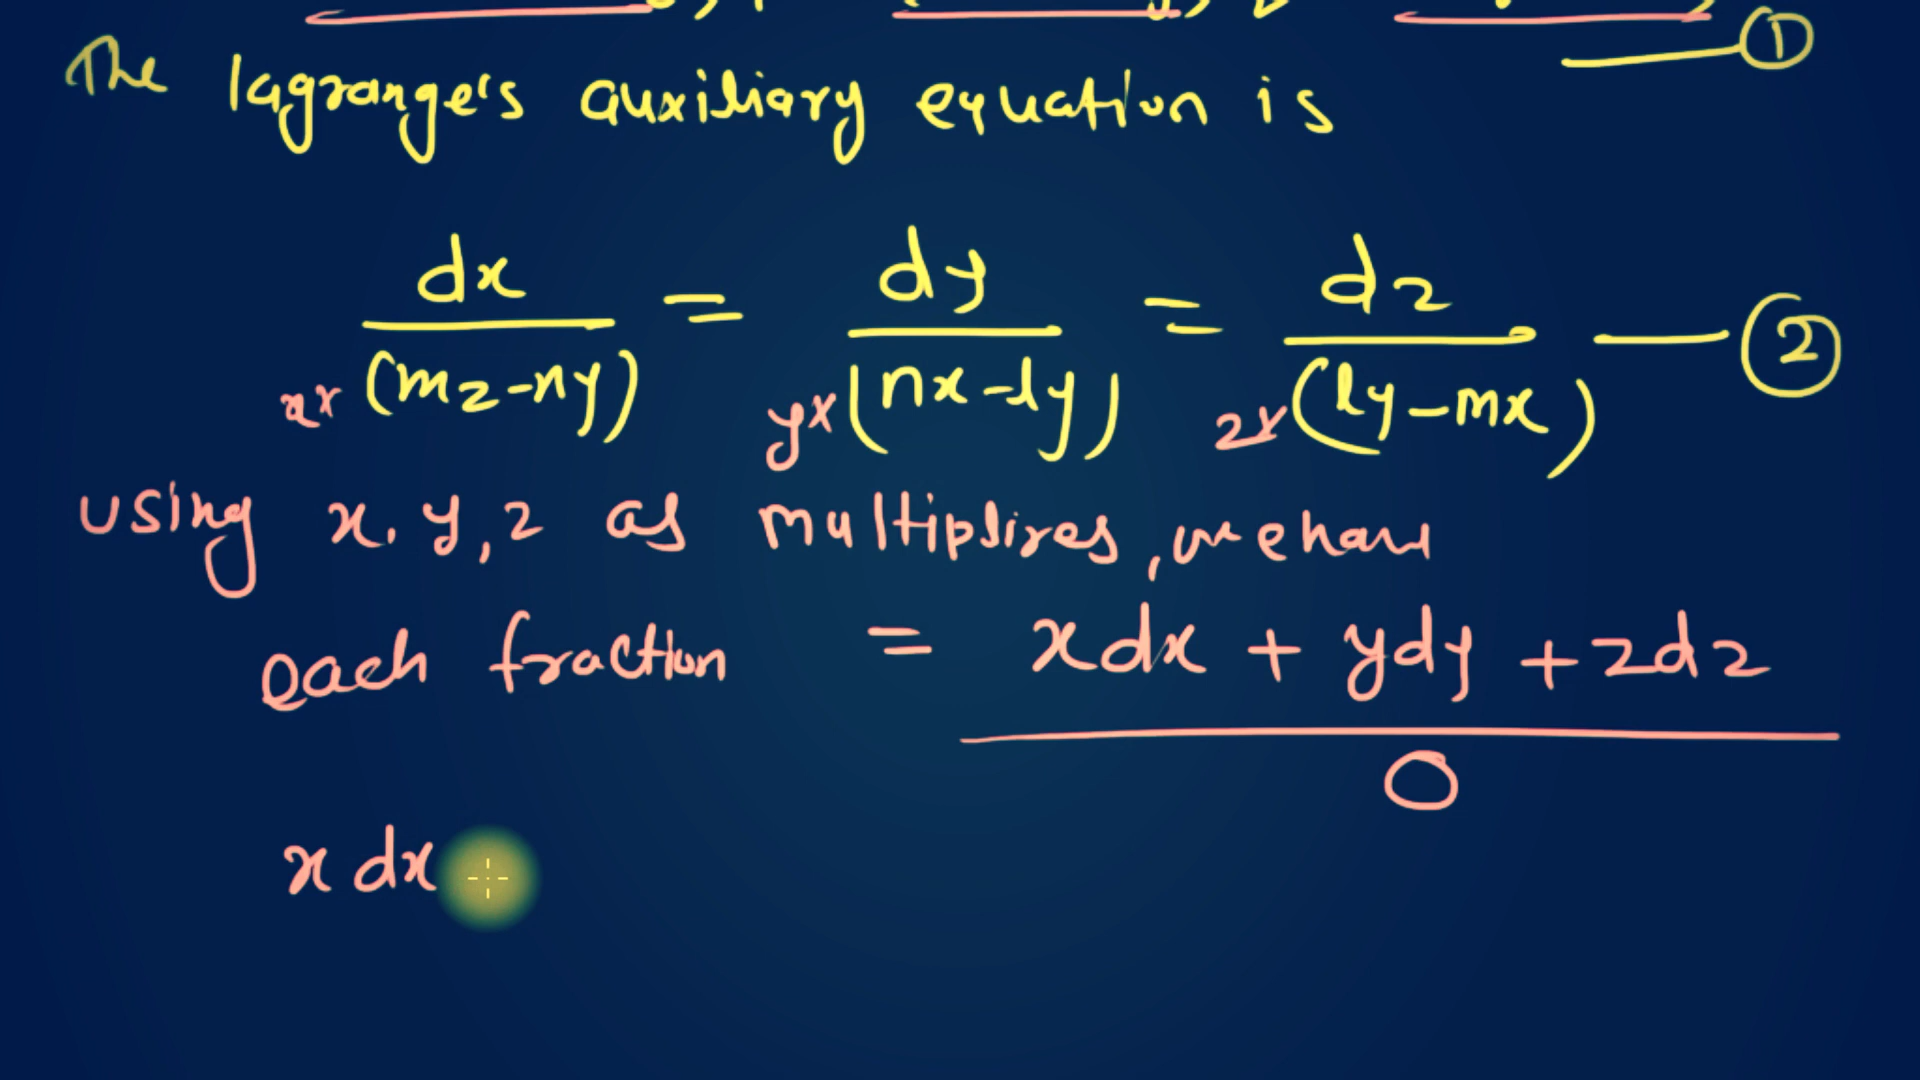 ①
The lagrange's auxiliary equation is
dx/(mz-ny) = dy/(nx-ly) = dz/(ly-mx) — ②
x× y× z×
using x, y, z as multiplires, we have
each fraction = xdx + ydy + zdz
0
x dx